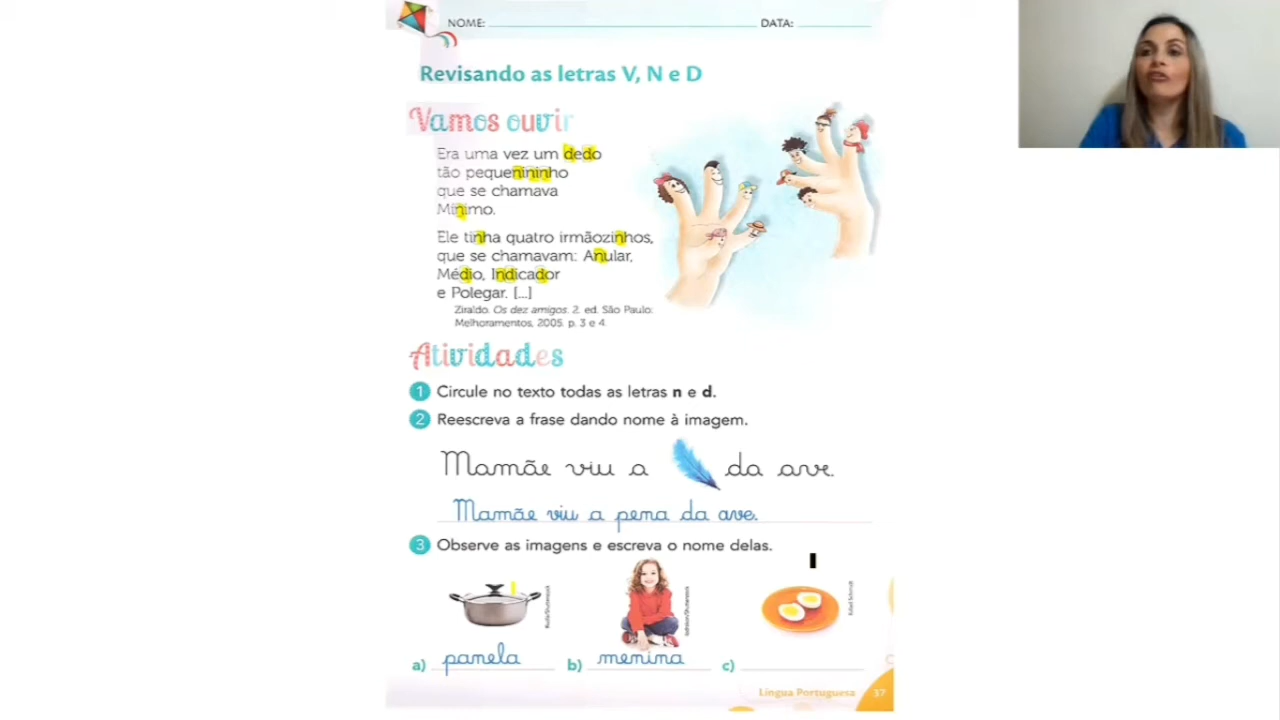 NOME: DATA:
Revisando as letras V, N e D
Vamos ouvir
Era uma vez um dedo
tão pequenininho
que se chamava
Mínimo.
Ele tinha quatro irmãozinhos,
que se chamavam: Anular,
Médio, Indicador
e Polegar. [...]
Ziraldo. Os dez amigos. 2. ed. São Paulo:
Melhoramentos, 2005. p. 3 e 4.
Atividades
1 Circule no texto todas as letras n e d.
2 Reescreva a frase dando nome à imagem.
Mamãe viu a da ave.
Mamãe viu a pena da ave.
3 Observe as imagens e escreva o nome delas.
a) panela b) menina c)
Língua Portuguesa 37